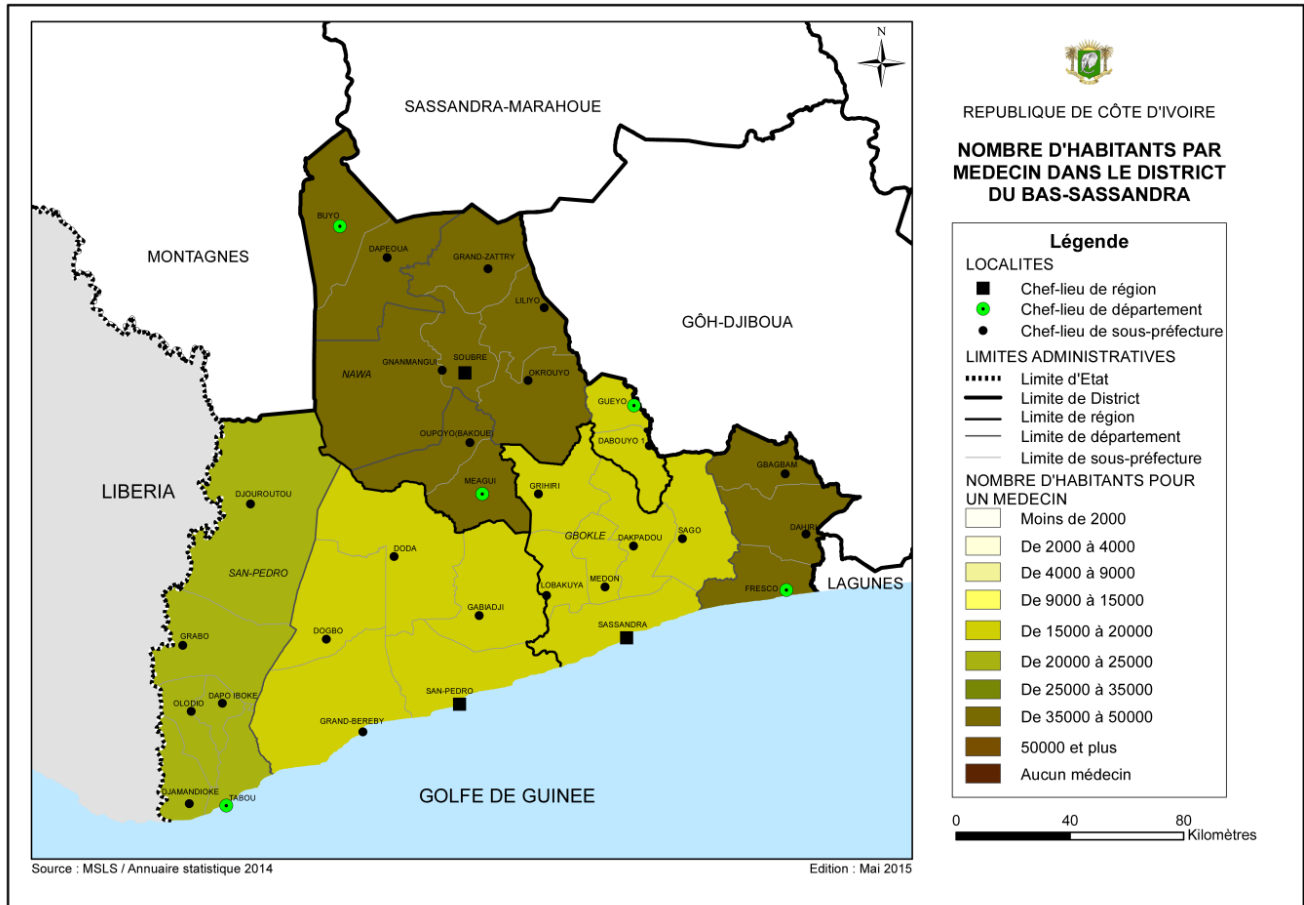 N
SASSANDRA-MARAHOUE
MONTAGNES
GÔH-DJIBOUA
LIBERIA
LAGUNES
GOLFE DE GUINEE
BUYO
DAPEOUA
GRAND-ZATTRY
LILIYO
GNANMANGUI
SOUBRE
NAWA
OKROUYO
GUEYO
OUPOYO(BAKOUE)
DABOUYO 1
GBAGBAM
MEAGUI
GRIHIRI
DJOUROUTOU
GBOKLE
SAGO
DAHIRI
DAKPADOU
DODA
SAN-PEDRO
MEDON
LOBAKUYA
FRESCO
GABIADJI
SASSANDRA
DOGBO
GRABO
SAN-PEDRO
DAPO IBOKE
OLODIO
GRAND-BEREBY
DJAMANDIOKE
TABOU
Source : MSLS / Annuaire statistique 2014
Edition : Mai 2015
REPUBLIQUE DE CÔTE D'IVOIRE
NOMBRE D'HABITANTS PAR
MEDECIN DANS LE DISTRICT
DU BAS-SASSANDRA
Légende
LOCALITES
Chef-lieu de région
Chef-lieu de département
Chef-lieu de sous-préfecture
LIMITES ADMINISTRATIVES
Limite d'Etat
Limite de District
Limite de région
Limite de département
Limite de sous-préfecture
NOMBRE D'HABITANTS POUR
UN MEDECIN
Moins de 2000
De 2000 à 4000
De 4000 à 9000
De 9000 à 15000
De 15000 à 20000
De 20000 à 25000
De 25000 à 35000
De 35000 à 50000
50000 et plus
Aucun médecin
0 40 80
Kilomètres